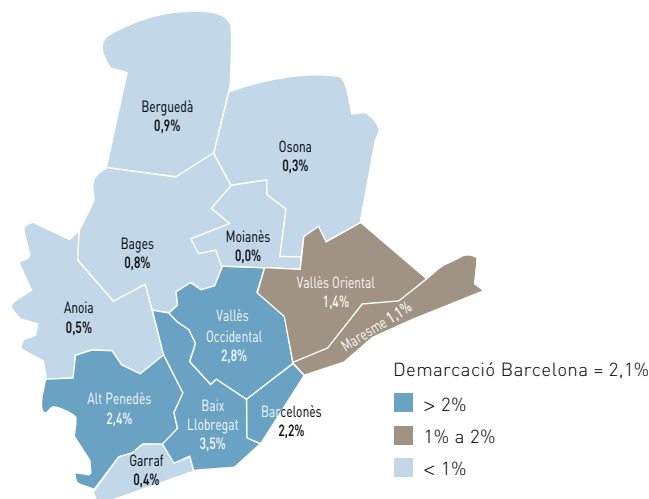 Berguedà
0,9%
Osona
0,3%
Moianès
0,0%
Bages
0,8%
Vallès Oriental
1,4%
Maresme 1,1%
Anoia
0,5%
Vallès
Occidental
2,8%
Alt Penedès
2,4%
Baix
Llobregat
3,5%
Barcelonès
2,2%
Garraf
0,4%
Demarcació Barcelona = 2,1%
> 2%
1% a 2%
< 1%